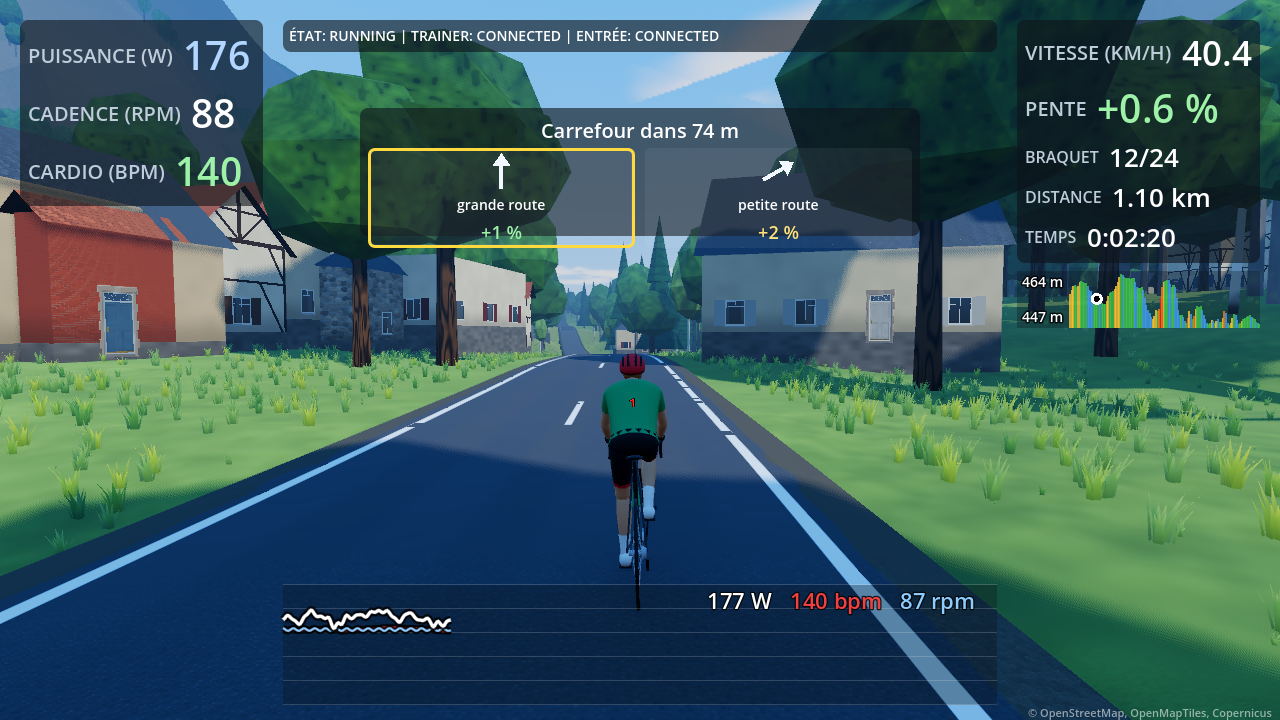 PUISSANCE (W) 176
CADENCE (RPM) 88
CARDIO (BPM) 140
ÉTAT: RUNNING | TRAINER: CONNECTED | ENTRÉE: CONNECTED
Carrefour dans 74 m
grande route
+1 %
petite route
+2 %
VITESSE (KM/H) 40.4
PENTE +0.6 %
BRAQUET 12/24
DISTANCE 1.10 km
TEMPS 0:02:20
464 m
447 m
1
177 W 140 bpm 87 rpm
© OpenStreetMap, OpenMapTiles, Copernicus